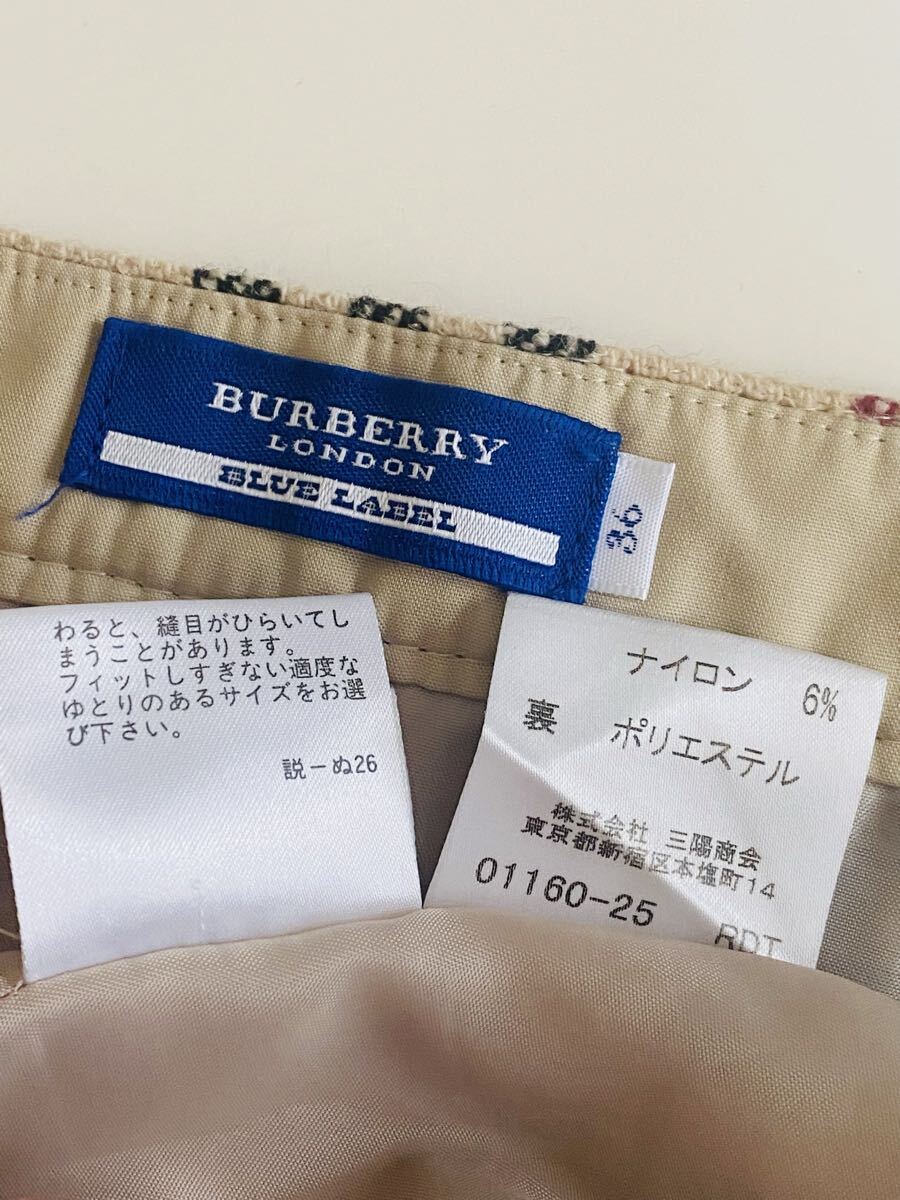 BURBERRY
LONDON
BLUE LABEL
36
わると、縫目がひらいてし
まうことがあります。
フィットしすぎない適度な
ゆとりのあるサイズをお選
び下さい。
説ーぬ26
ナイロン 6%
裏 ポリエステル
株式会社 三陽商会
東京都新宿区本塩町14
01160-25 RDT